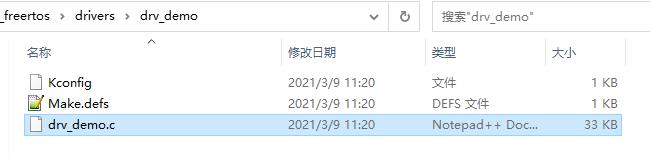 _freertos > drivers > drv_demo 搜索"drv_demo"
名称 修改日期 类型 大小
Kconfig 2021/3/9 11:20 文件 1 KB
Make.defs 2021/3/9 11:20 DEFS 文件 1 KB
drv_demo.c 2021/3/9 11:20 Notepad++ Doc... 33 KB